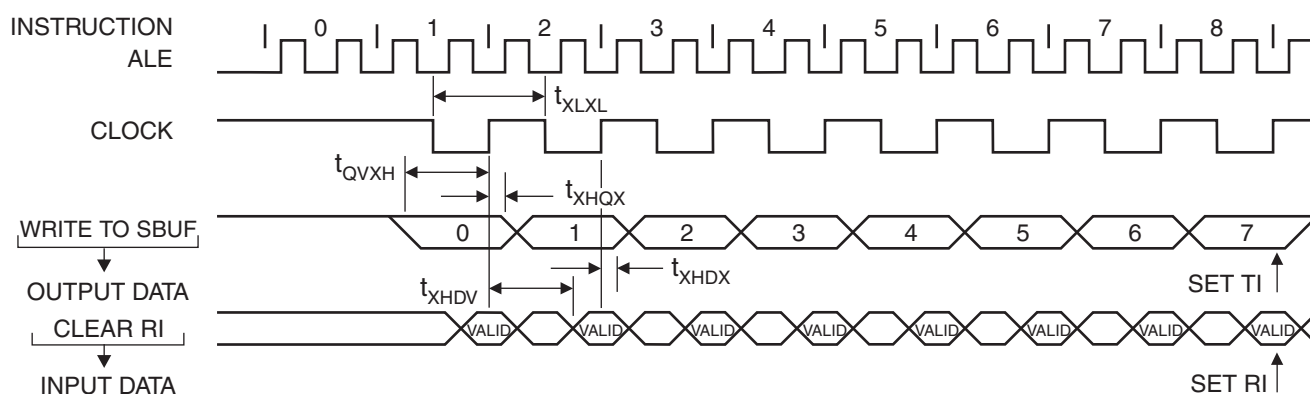 INSTRUCTION 0 1 2 3 4 5 6 7 8
ALE
tXLXL
CLOCK
tQVXH
tXHQX
WRITE TO SBUF 0 1 2 3 4 5 6 7
tXHDX
SET TI
OUTPUT DATA
tXHDV
CLEAR RI VALID VALID VALID VALID VALID VALID VALID VALID
INPUT DATA
SET RI